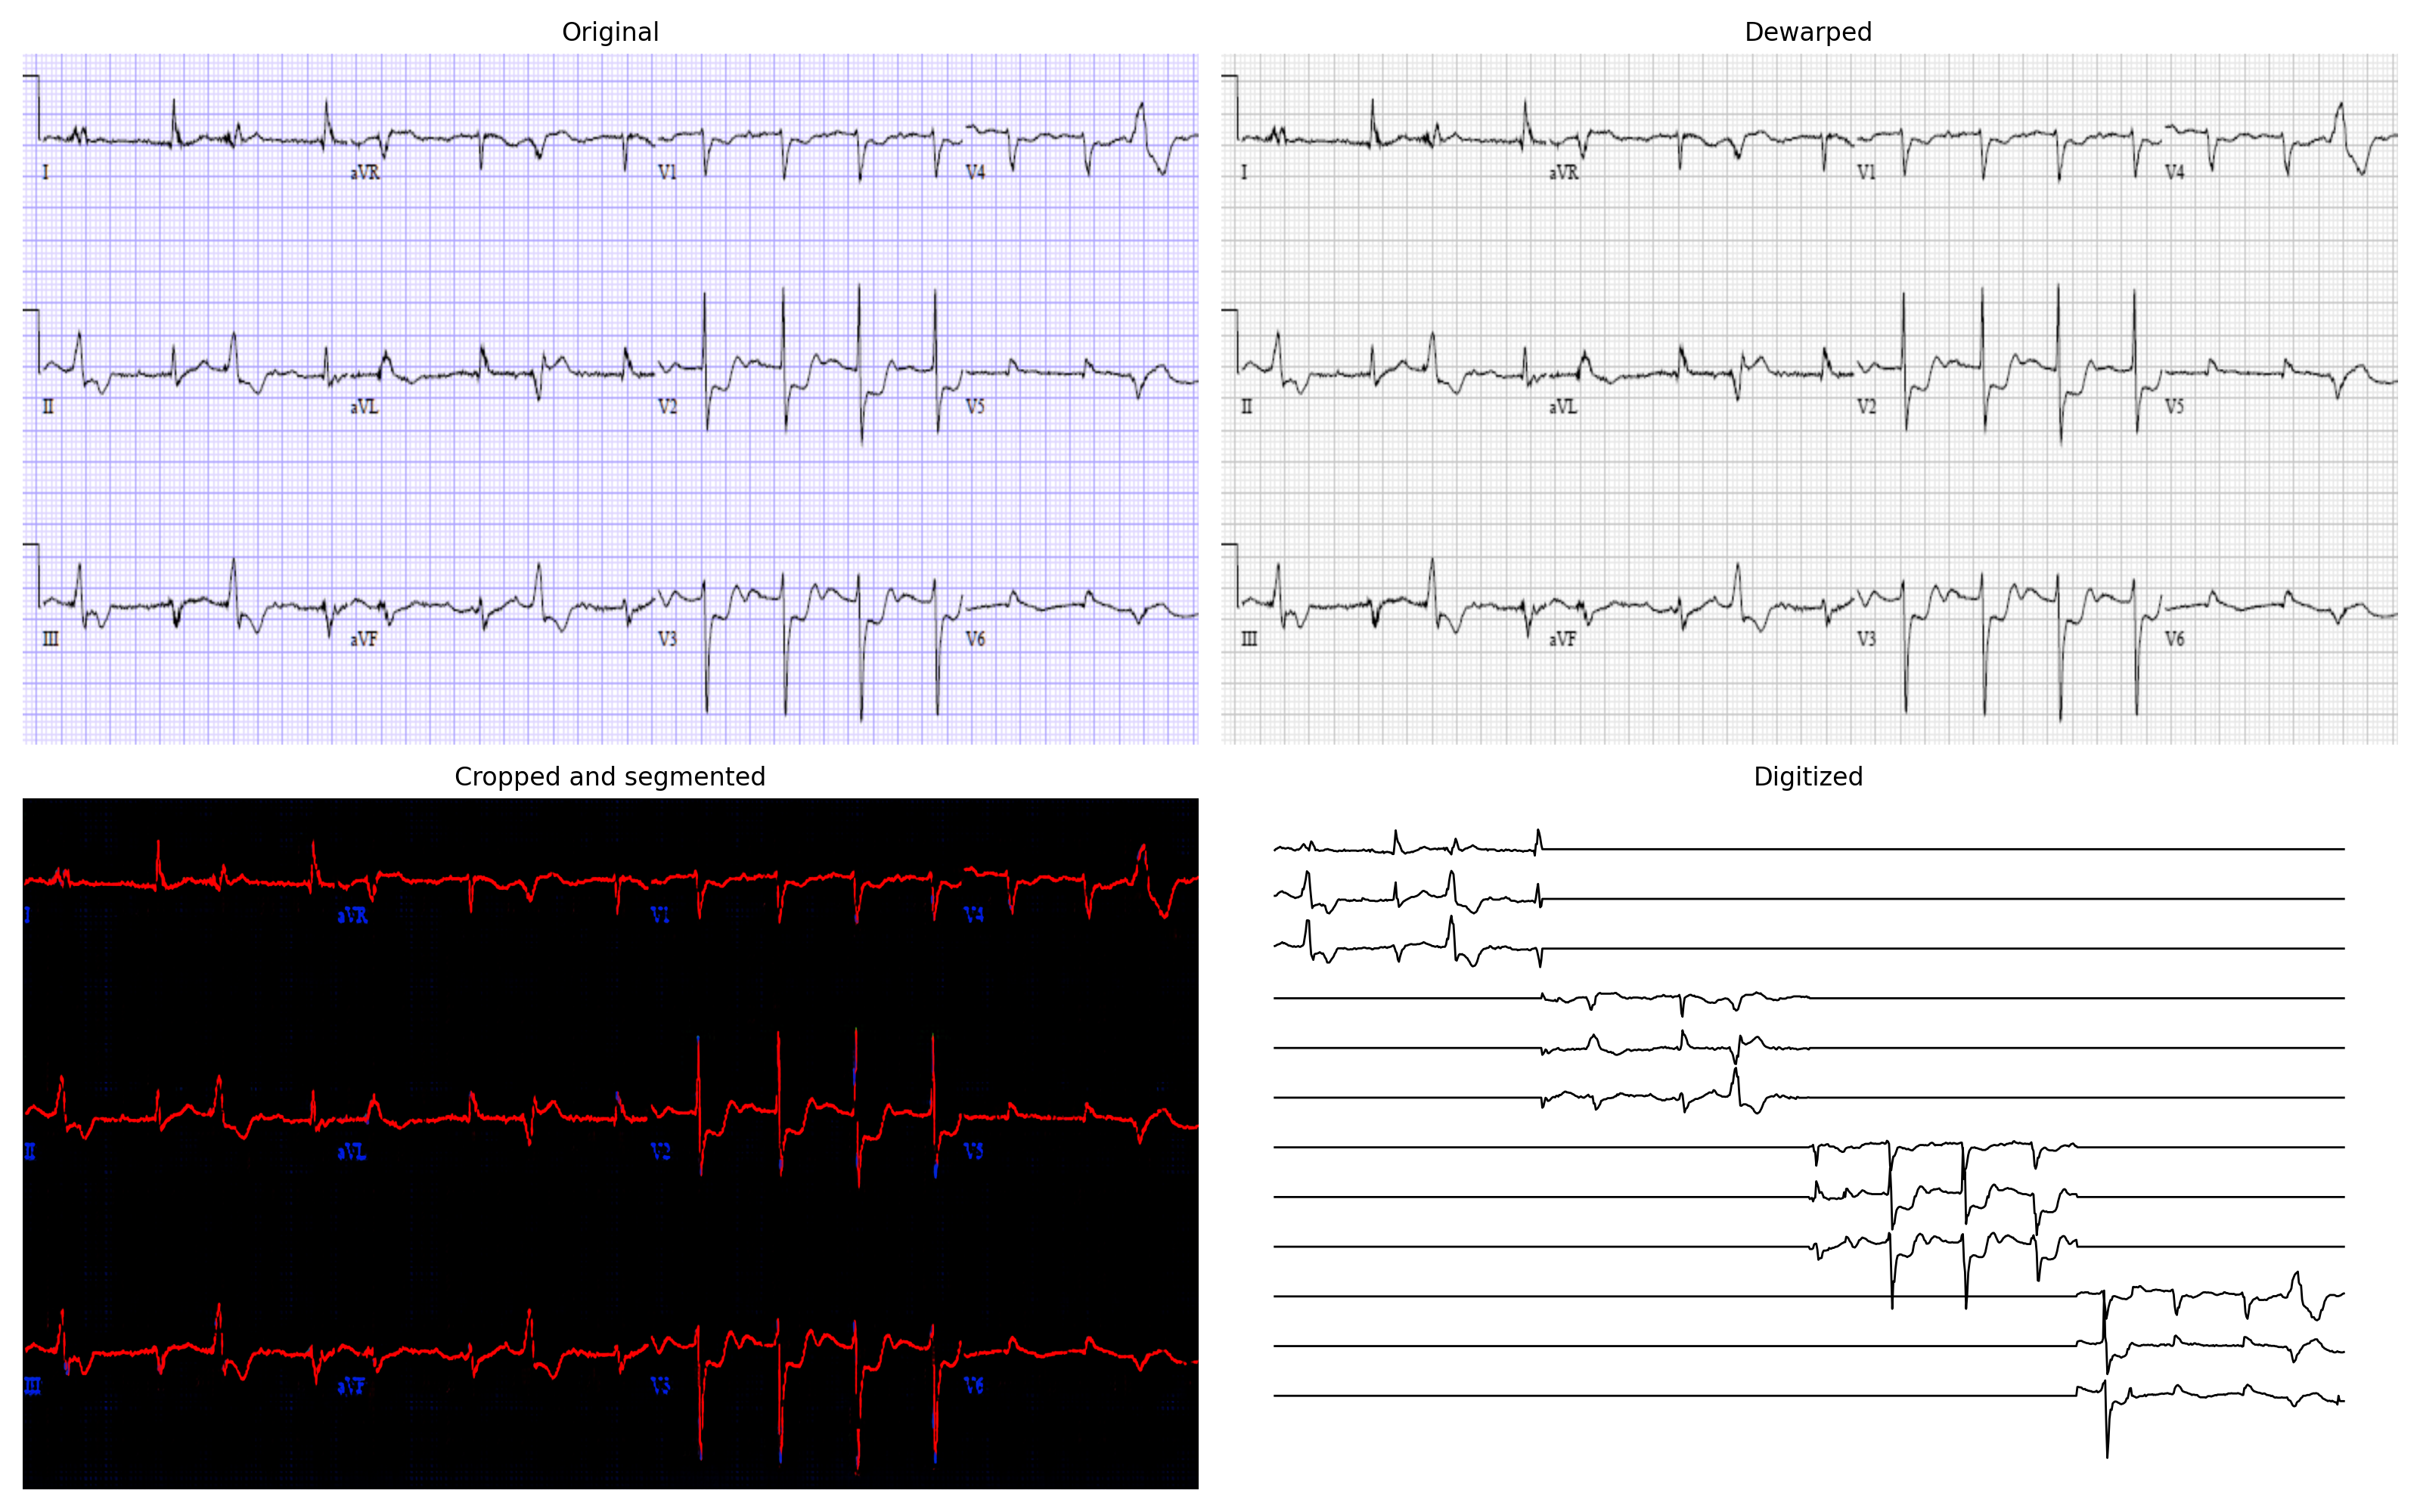 Original
I aVR V1 V4
II aVL V2 V5
III aVF V3 V6
Dewarped
I aVR V1 V4
II aVL V2 V5
III aVF V3 V6
Cropped and segmented
I aVR V1 V4
II aVL V2 V5
III aVF V3 V6
Digitized